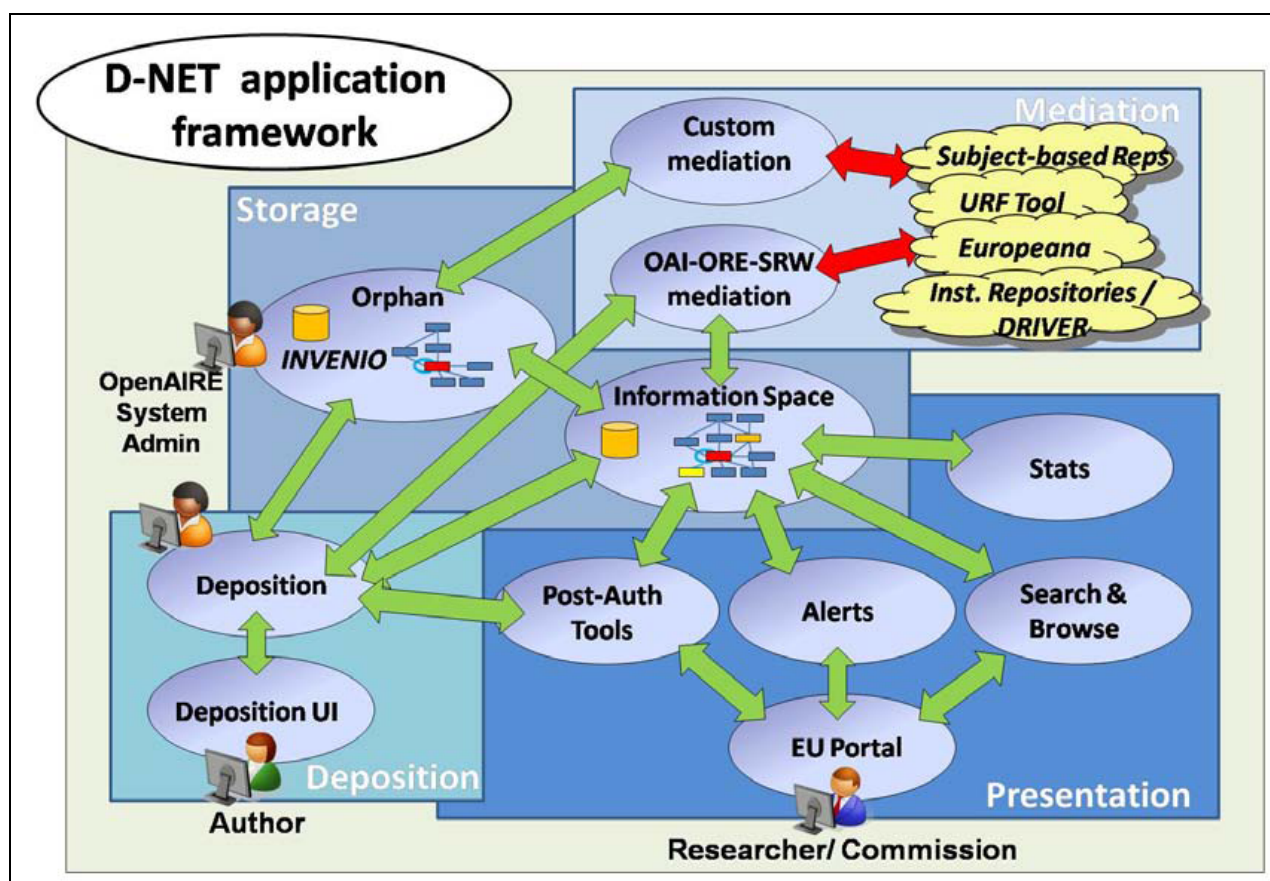 D-NET application
framework
Mediation
Custom
mediation
Subject-based Reps
URF Tool
Europeana
Inst. Repositories /
DRIVER
OAI-ORE-SRW
mediation
Storage
Orphan
INVENIO
OpenAIRE
System
Admin
Information Space
Stats
Deposition
Post-Auth
Tools
Alerts
Search &
Browse
Deposition UI
EU Portal
Deposition
Presentation
Author
Researcher/ Commission